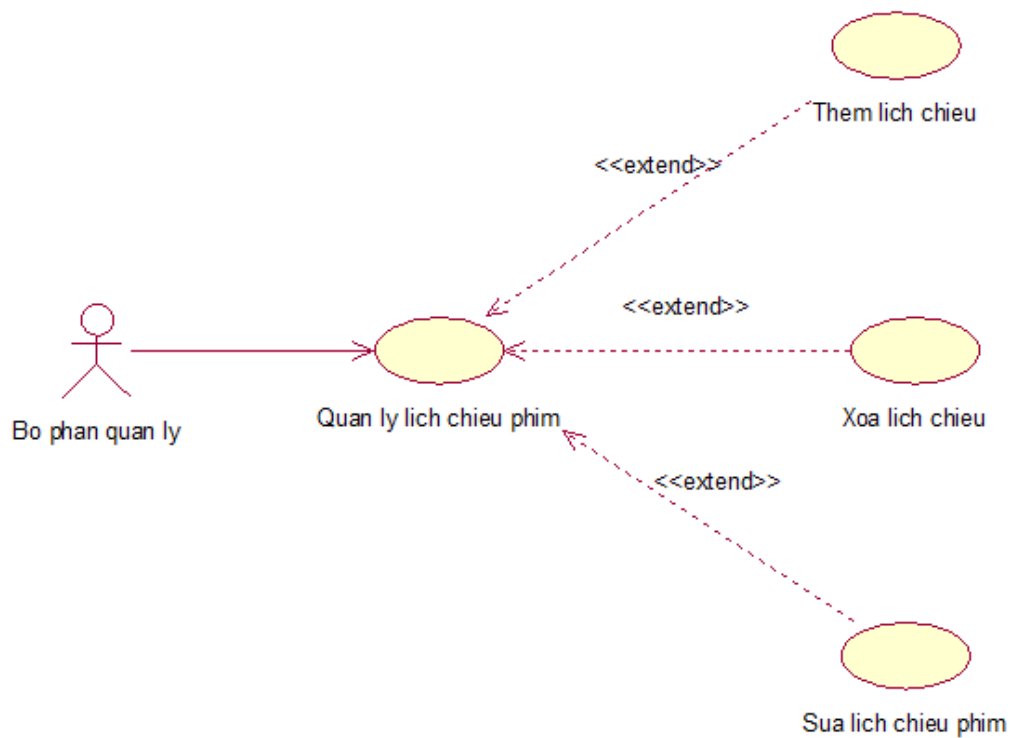 Them lich chieu
<<extend>>
<<extend>>
Bo phan quan ly
Quan ly lich chieu phim
Xoa lich chieu
<<extend>>
Sua lich chieu phim